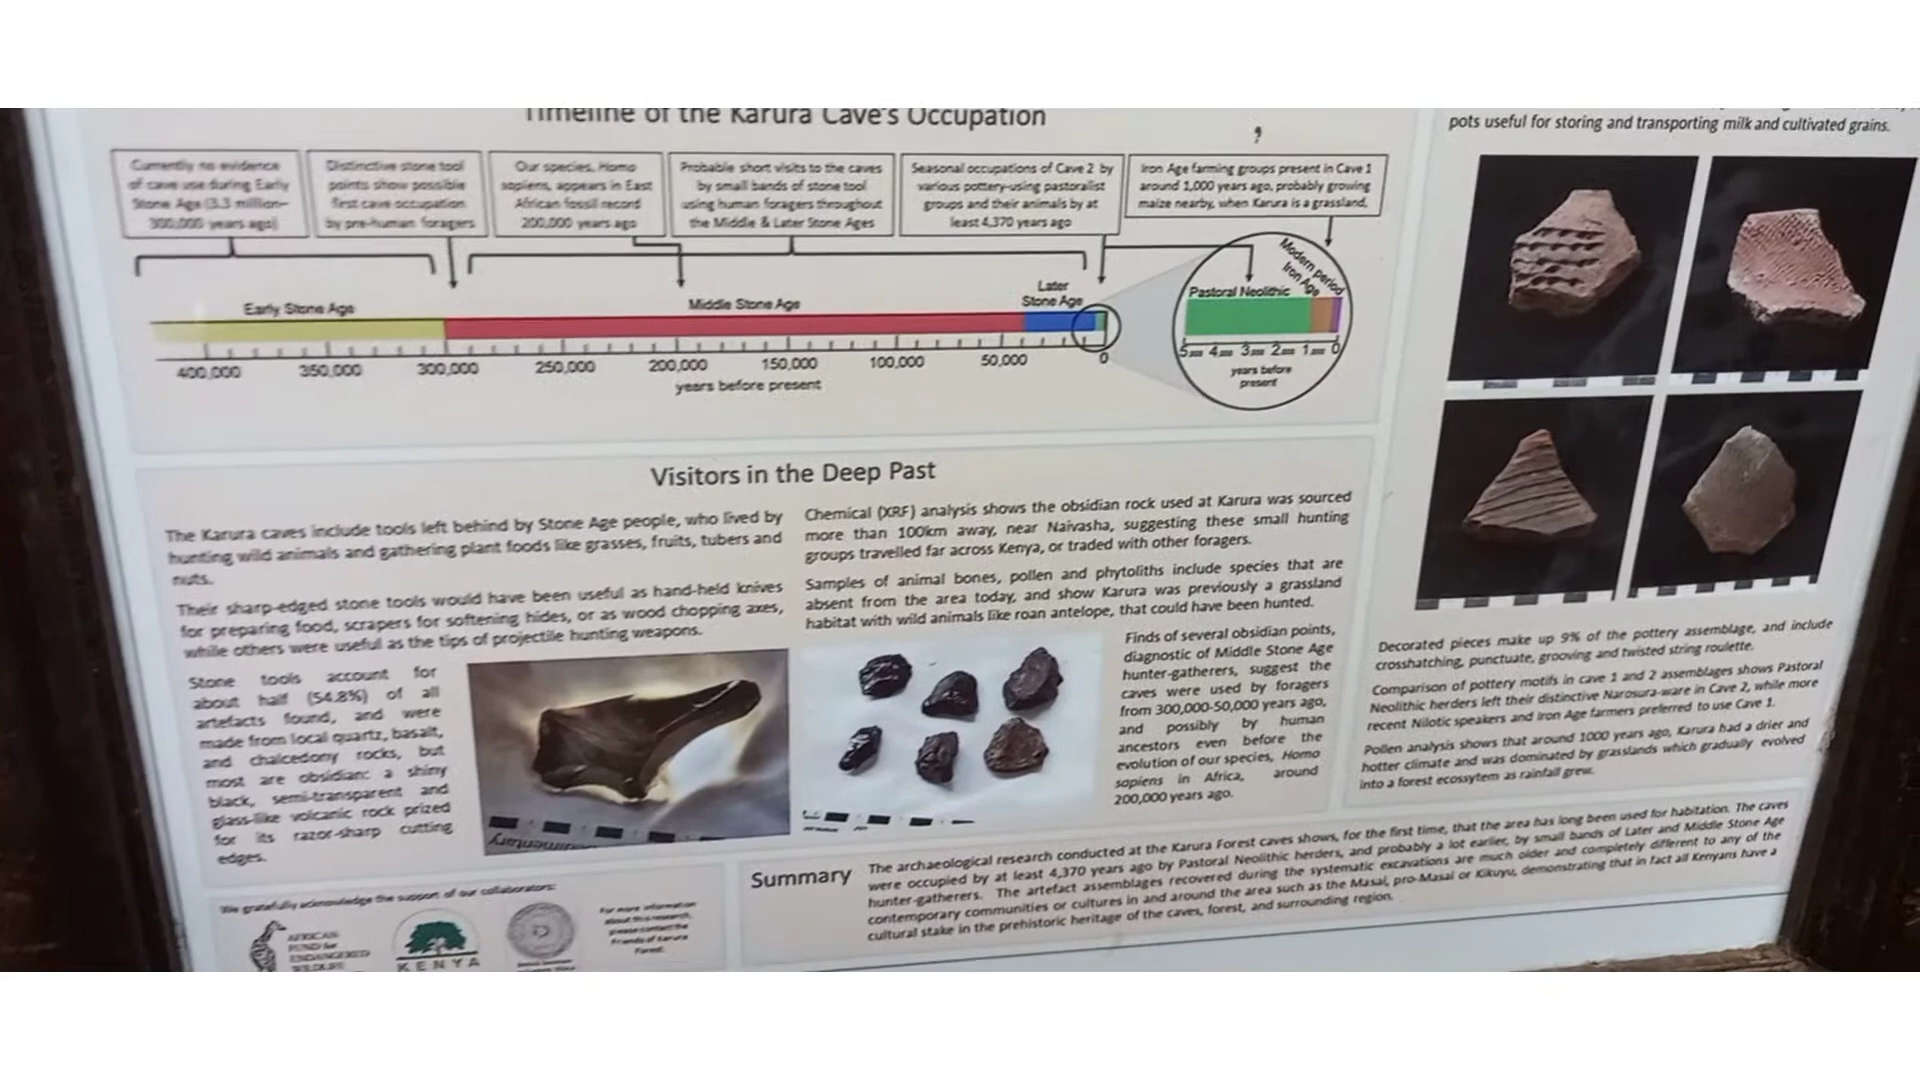 Timeline of the Karura Cave's Occupation
Currently no evidence
of cave use during Early
Stone Age (3.3 million–
300,000 years ago)
Distinctive stone tool
points show possible
first cave occupation
by pre-human foragers
Our species, Homo
sapiens, appears in East
African fossil record
200,000 years ago
Probable short visits to the caves
by small bands of stone tool
using human foragers throughout
the Middle & Later Stone Ages
Seasonal occupations of Cave 2 by
various pottery-using pastoralist
groups and their animals by at
least 4,370 years ago
,
Iron Age farming groups present in Cave 1
around 1,000 years ago, probably growing
maize nearby, when Karura is a grassland,
Early Stone Age
Middle Stone Age
Later
Stone Age
400,000 350,000 300,000 250,000 200,000 150,000 100,000 50,000 0
years before present
Pastoral Neolithic
Iron Age
Modern period
5000 4000 3000 2000 1000 0
years before
present
Visitors in the Deep Past
The Karura caves include tools left behind by Stone Age people, who lived by
hunting wild animals and gathering plant foods like grasses, fruits, tubers and
nuts.
Their sharp-edged stone tools would have been useful as hand-held knives
for preparing food, scrapers for softening hides, or as wood chopping axes,
while others were useful as the tips of projectile hunting weapons.
Stone tools account for
about half (54.8%) of all
artefacts found, and were
made from local quartz, basalt,
and chalcedony rocks, but
most are obsidian: a shiny
black, semi-transparent and
glass-like volcanic rock prized
for its razor-sharp cutting
edges.
Chemical (XRF) analysis shows the obsidian rock used at Karura was sourced
more than 100km away, near Naivasha, suggesting these small hunting
groups travelled far across Kenya, or traded with other foragers.
Samples of animal bones, pollen and phytoliths include species that are
absent from the area today, and show Karura was previously a grassland
habitat with wild animals like roan antelope, that could have been hunted.
Finds of several obsidian points,
diagnostic of Middle Stone Age
hunter-gatherers, suggest the
caves were used by foragers
from 300,000-50,000 years ago,
and possibly by human
ancestors even before the
evolution of our species, Homo
sapiens in Africa, around
200,000 years ago.
pots useful for storing and transporting milk and cultivated grains.
Decorated pieces make up 9% of the pottery assemblage, and include
crosshatching, punctuate, grooving and twisted string roulette.
Comparison of pottery motifs in cave 1 and 2 assemblages shows Pastoral
Neolithic herders left their distinctive Narosura-ware in Cave 2, while more
recent Nilotic speakers and Iron Age farmers preferred to use Cave 1.
Pollen analysis shows that around 1000 years ago, Karura had a drier and
hotter climate and was dominated by grasslands which gradually evolved
into a forest ecossytem as rainfall grew.
Summary
The archaeological research conducted at the Karura Forest caves shows, for the first time, that the area has long been used for habitation. The caves
were occupied by at least 4,370 years ago by Pastoral Neolithic herders, and probably a lot earlier, by small bands of Later and Middle Stone Age
hunter-gatherers. The artefact assemblages recovered during the systematic excavations are much older and completely different to any of the
contemporary communities or cultures in and around the area such as the Masai, pro-Masai or Kikuyu, demonstrating that in fact all Kenyans have a
cultural stake in the prehistoric heritage of the caves, forest, and surrounding region.
We gratefully acknowledge the support of our collaborators:
AFRICAN
FUND for
ENDANGERED
WILDLIFE
KENYA
For more information
about this research,
please contact the
Friends of Karura
Forest.